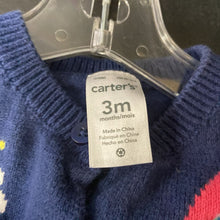 carter's
3m
months/mois
Made in China
Fabriqué en Chine
Hecho en China